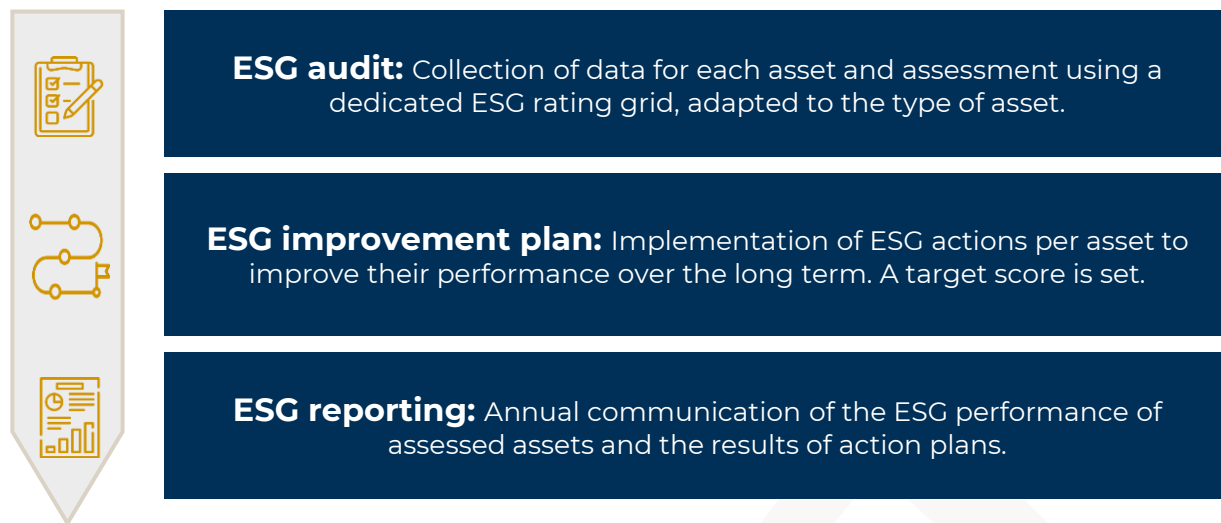 ESG audit: Collection of data for each asset and assessment using a
dedicated ESG rating grid, adapted to the type of asset.
ESG improvement plan: Implementation of ESG actions per asset to
improve their performance over the long term. A target score is set.
ESG reporting: Annual communication of the ESG performance of
assessed assets and the results of action plans.